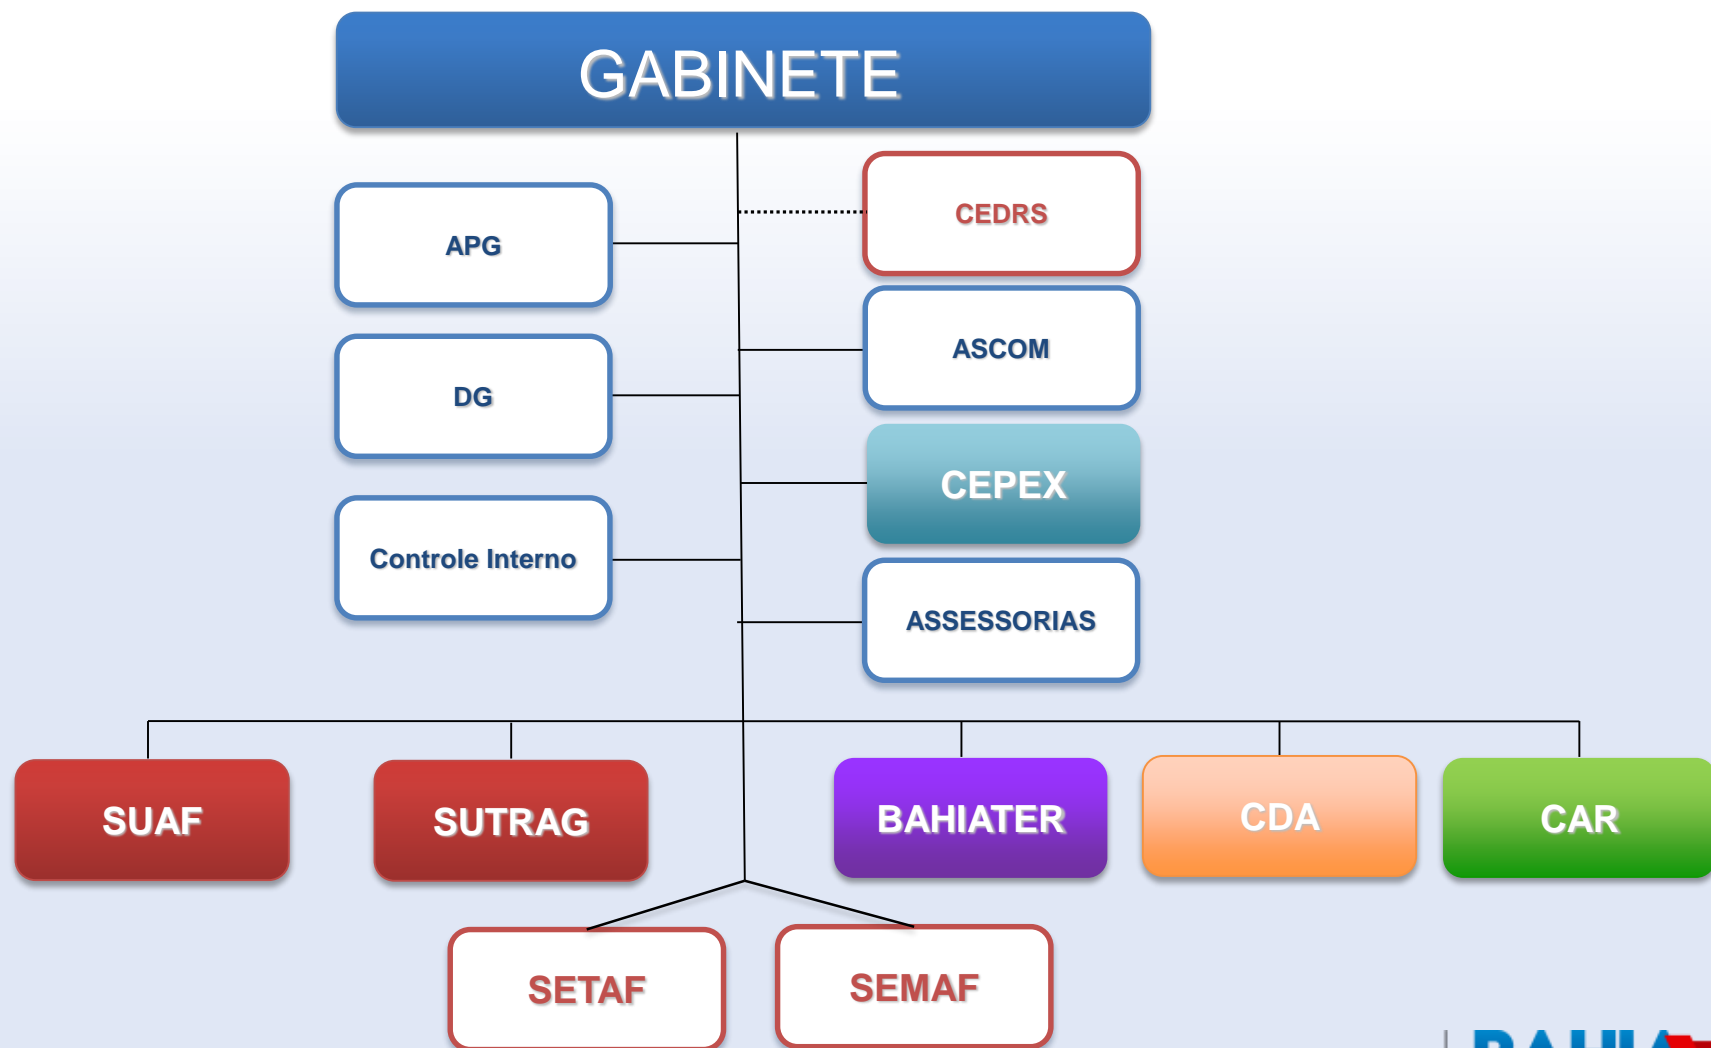 GABINETE
CEDRS
APG
ASCOM
DG
CEPEX
Controle Interno
ASSESSORIAS
SUAF
SUTRAG
BAHIATER
CDA
CAR
SETAF
SEMAF